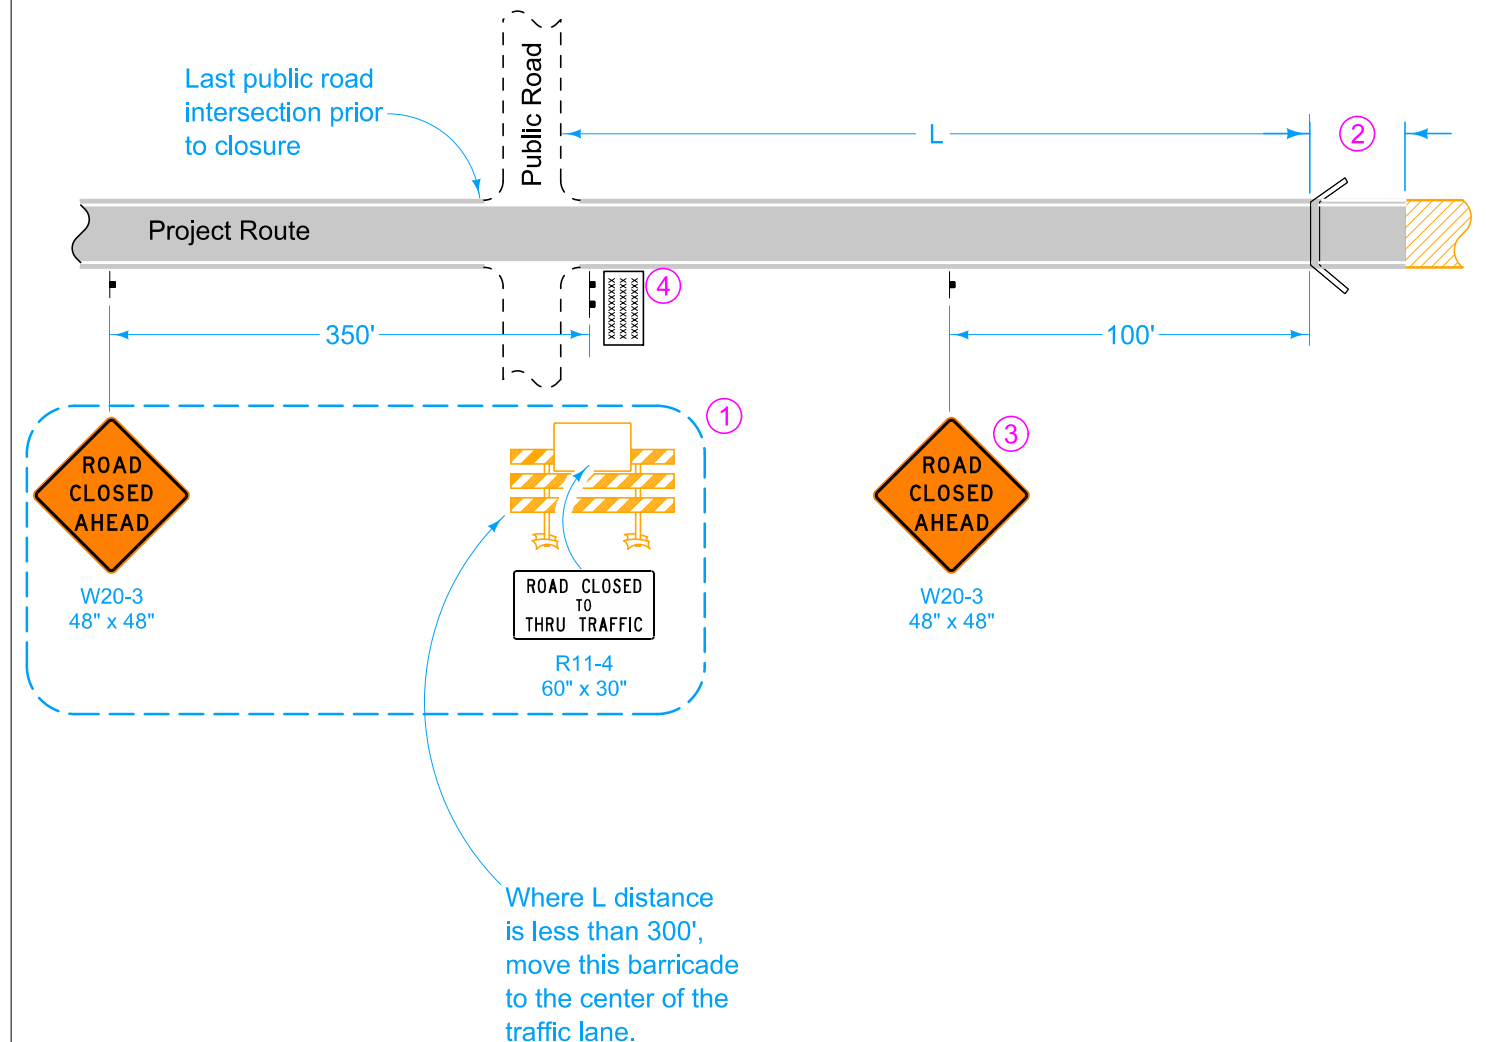 Last public road
intersection prior
to closure
Public Road
L
2
Project Route
4
350'
100'
1
3
ROAD
CLOSED
AHEAD
W20-3
48" x 48"
ROAD CLOSED
TO
THRU TRAFFIC
R11-4
60" x 30"
ROAD
CLOSED
AHEAD
W20-3
48" x 48"
Where L distance
is less than 300',
move this barricade
to the center of the
traffic lane.